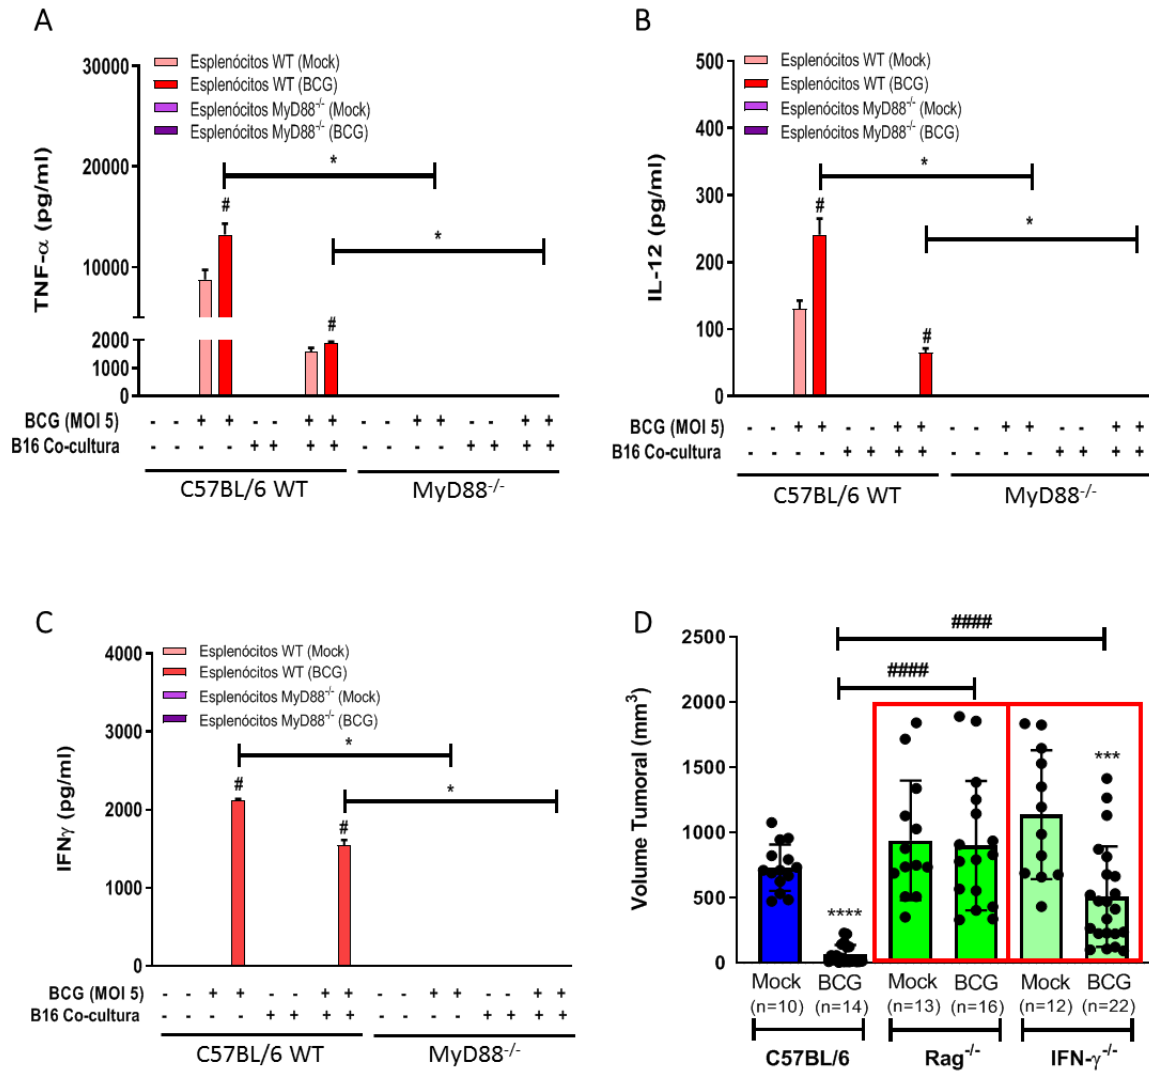 A
Esplenócitos WT (Mock)
Esplenócitos WT (BCG)
Esplenócitos MyD88-/- (Mock)
Esplenócitos MyD88-/- (BCG)
TNF-α (pg/ml)
30000
20000
10000
2000
1000
0
*
#
*
#
BCG (MOI 5) - - + + - - + + - - + + - - + +
B16 Co-cultura - - - - + + + + - - - - + + + +
C57BL/6 WT MyD88-/-
B
Esplenócitos WT (Mock)
Esplenócitos WT (BCG)
Esplenócitos MyD88-/- (Mock)
Esplenócitos MyD88-/- (BCG)
IL-12 (pg/ml)
500
400
300
200
100
0
*
#
*
#
BCG (MOI 5) - - + + - - + + - - + + - - + +
B16 Co-cultura - - - - + + + + - - - - + + + +
C57BL/6 WT MyD88-/-
C
Esplenócitos WT (Mock)
Esplenócitos WT (BCG)
Esplenócitos MyD88-/- (Mock)
Esplenócitos MyD88-/- (BCG)
IFNγ (pg/ml)
4000
3000
2000
1000
0
*
#
*
#
BCG (MOI 5) - - + + - - + + - - + + - - + +
B16 Co-cultura - - - - + + + + - - - - + + + +
C57BL/6 WT MyD88-/-
D
Volume Tumoral (mm3)
2500
2000
1500
1000
500
0
####
####
***
****
Mock BCG Mock BCG Mock BCG
(n=10) (n=14) (n=13) (n=16) (n=12) (n=22)
C57BL/6 Rag-/- IFN-γ-/-